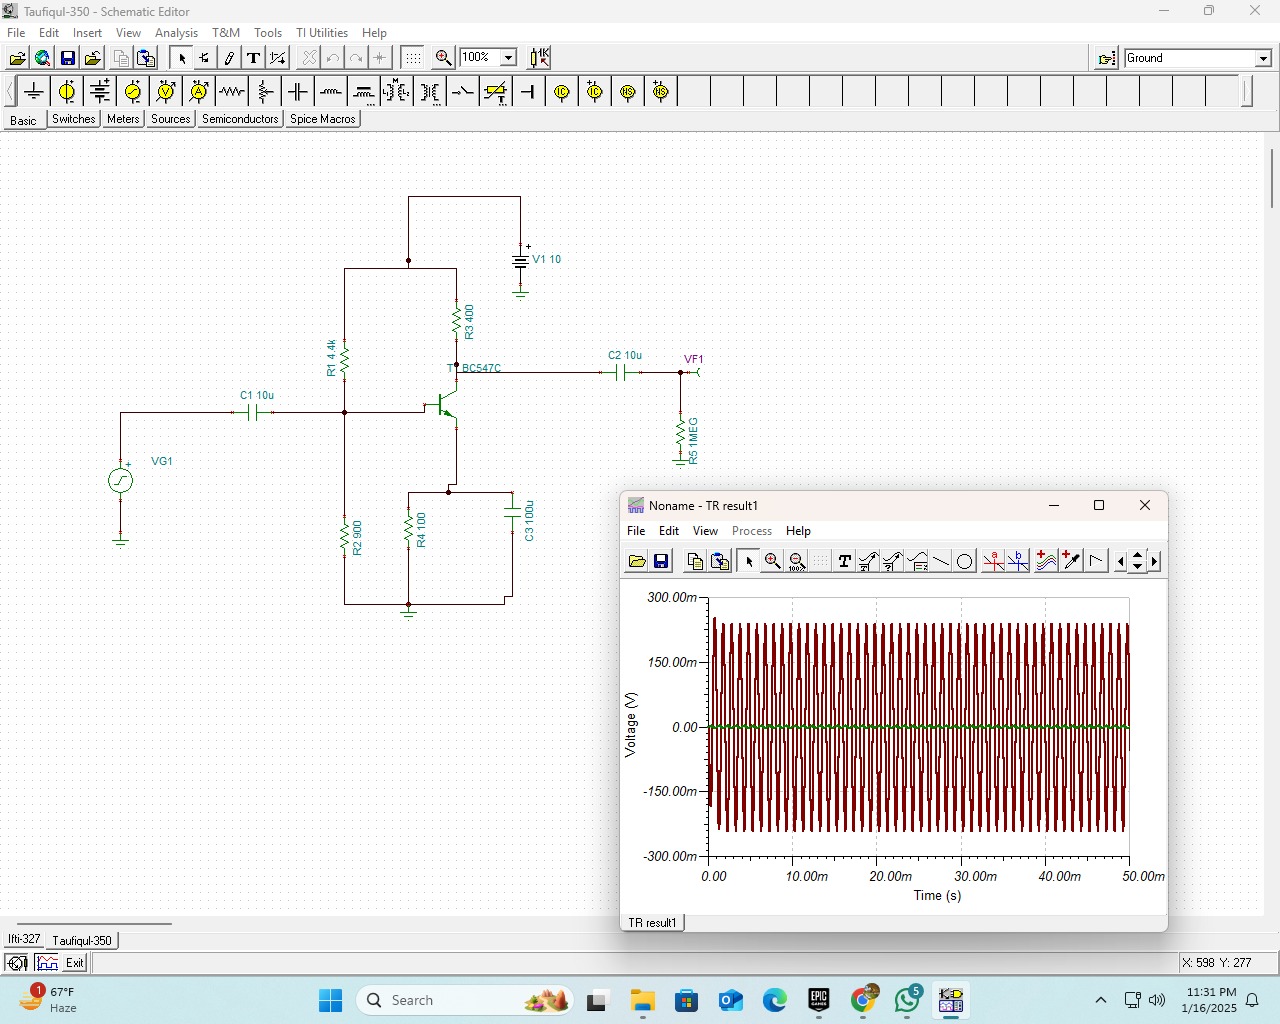 Taufiqul-350 - Schematic Editor
File Edit Insert View Analysis T&M Tools TI Utilities Help
100%
Ground
Basic Switches Meters Sources Semiconductors Spice Macros
V1 10
R3 400
R1 4.4k
C2 10u
VF1
BC547C
C1 10u
R5 1MEG
VG1
R2 900
R4 100
C3 100u
Noname - TR result1
File Edit View Process Help
300.00m
150.00m
0.00
-150.00m
-300.00m
Voltage (V)
0.00 10.00m 20.00m 30.00m 40.00m 50.00m
Time (s)
TR result1
Ifti-327 Taufiqul-350
Exit
X: 598 Y: 277
1
67°F
Haze
Search
EPIC
GAMES
5
11:31 PM
1/16/2025